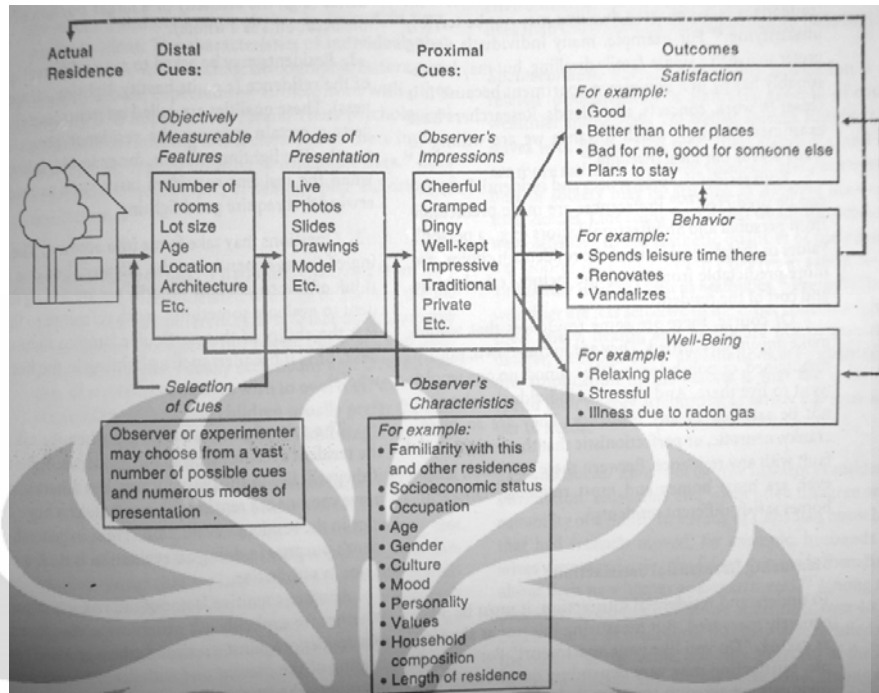 Actual
Residence
Distal
Cues:
Proximal
Cues:
Outcomes
Objectively
Measureable
Features
Modes of
Presentation
Observer's
Impressions
Number of
rooms
Lot size
Age
Location
Architecture
Etc.
Live
Photos
Slides
Drawings
Model
Etc.
Cheerful
Cramped
Dingy
Well-kept
Impressive
Traditional
Private
Etc.
Satisfaction
For example:
• Good
• Better than other places
• Bad for me, good for someone else
• Plans to stay
Behavior
For example:
• Spends leisure time there
• Renovates
• Vandalizes
Well-Being
For example:
• Relaxing place
• Stressful
• Illness due to radon gas
Selection
of Cues
Observer or experimenter
may choose from a vast
number of possible cues
and numerous modes of
presentation
Observer's
Characteristics
For example:
• Familiarity with this
and other residences
• Socioeconomic status
• Occupation
• Age
• Gender
• Culture
• Mood
• Personality
• Values
• Household
composition
• Length of residence